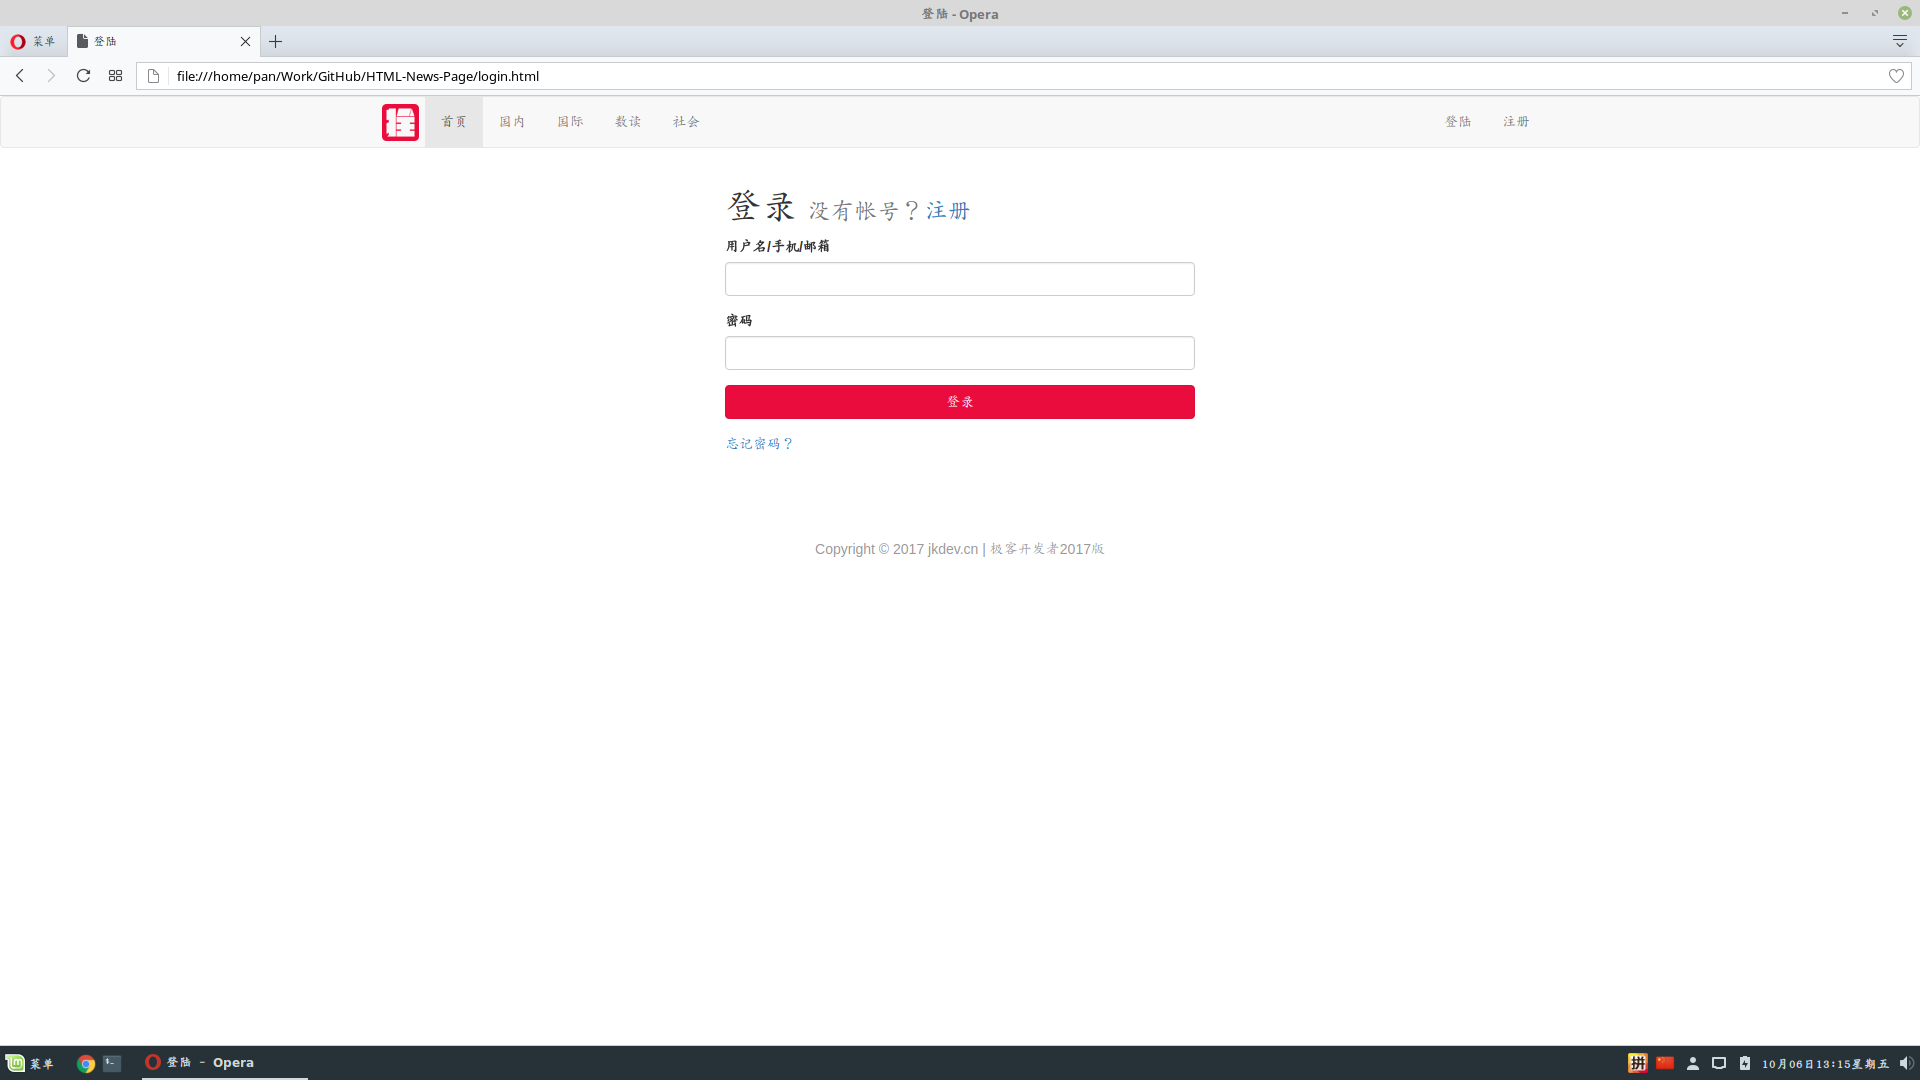 登陆 - Opera
菜单
登陆
file:///home/pan/Work/GitHub/HTML-News-Page/login.html
首页
国内
国际
数读
社会
登陆
注册
登录 没有帐号？注册
用户名/手机/邮箱
密码
登录
忘记密码？
Copyright © 2017 jkdev.cn | 极客开发者2017版
菜单
登陆 - Opera
拼
10月06日13:15星期五